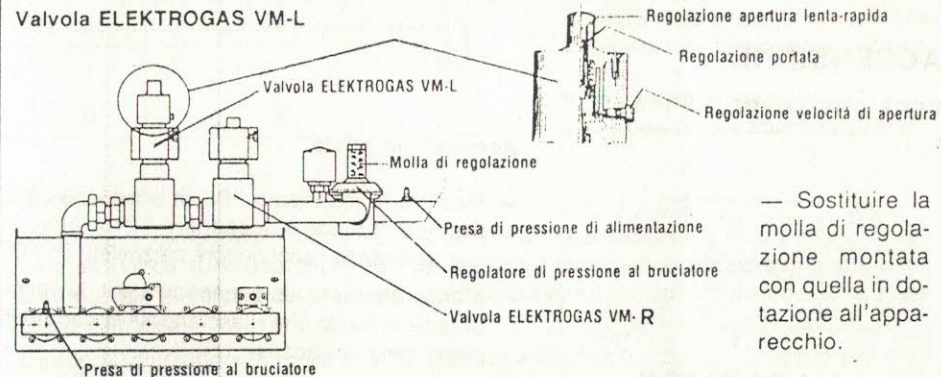 Valvola ELEKTROGAS VM-L
Regolazione apertura lenta-rapida
Regolazione portata
Valvola ELEKTROGAS VM-L
Regolazione velocità di apertura
Molla di regolazione
Presa di pressione di alimentazione
Regolatore di pressione al bruciatore
Valvola ELEKTROGAS VM-R
Presa di pressione al bruciatore
— Sostituire la
molla di regola-
zione montata
con quella in do-
tazione all'appa-
recchio.